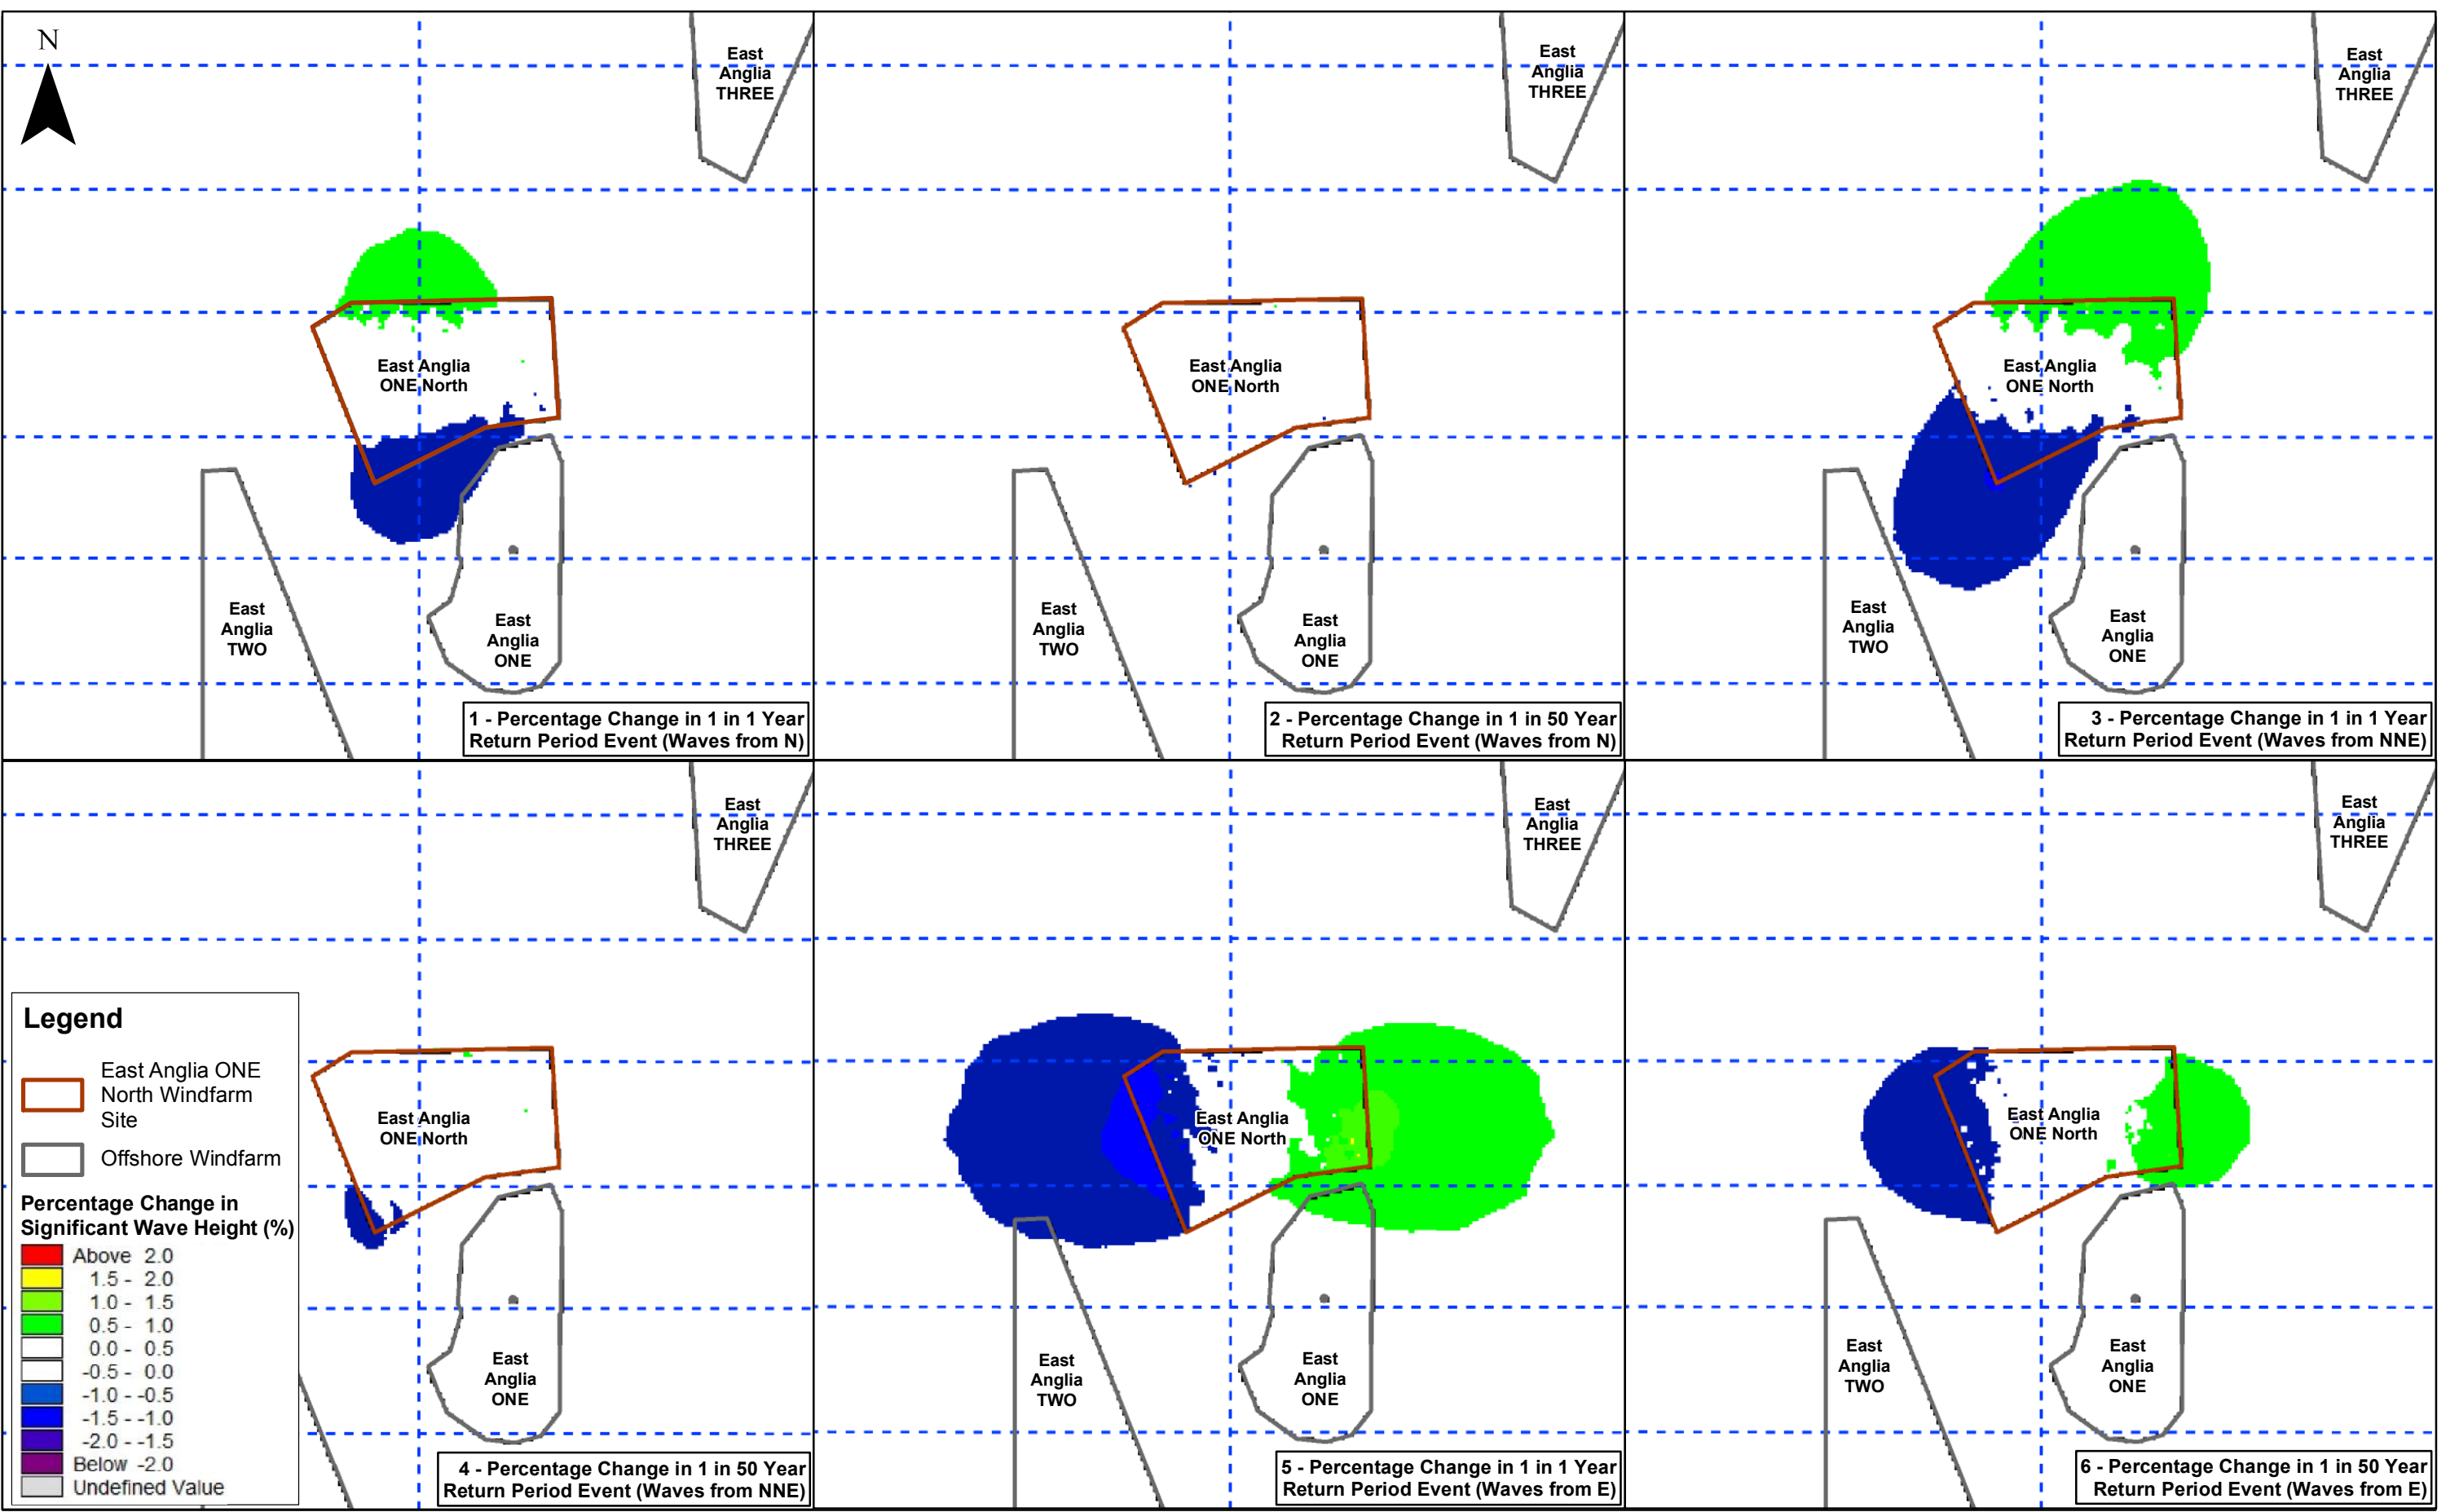 N
East
Anglia
THREE
East Anglia
ONE North
East
Anglia
TWO
East
Anglia
ONE
1 - Percentage Change in 1 in 1 Year
Return Period Event (Waves from N)
East
Anglia
THREE
East Anglia
ONE North
East
Anglia
TWO
East
Anglia
ONE
2 - Percentage Change in 1 in 50 Year
Return Period Event (Waves from N)
East
Anglia
THREE
East Anglia
ONE North
East
Anglia
TWO
East
Anglia
ONE
3 - Percentage Change in 1 in 1 Year
Return Period Event (Waves from NNE)
East
Anglia
THREE
East Anglia
ONE North
East
Anglia
ONE
4 - Percentage Change in 1 in 50 Year
Return Period Event (Waves from NNE)
Legend
East Anglia ONE
North Windfarm
Site
Offshore Windfarm
Percentage Change in
Significant Wave Height (%)
Above 2.0
1.5 - 2.0
1.0 - 1.5
0.5 - 1.0
0.0 - 0.5
-0.5 - 0.0
-1.0 - -0.5
-1.5 - -1.0
-2.0 - -1.5
Below -2.0
Undefined Value
East
Anglia
THREE
East Anglia
ONE North
East
Anglia
TWO
East
Anglia
ONE
5 - Percentage Change in 1 in 1 Year
Return Period Event (Waves from E)
East
Anglia
THREE
East Anglia
ONE North
East
Anglia
TWO
East
Anglia
ONE
6 - Percentage Change in 1 in 50 Year
Return Period Event (Waves from E)